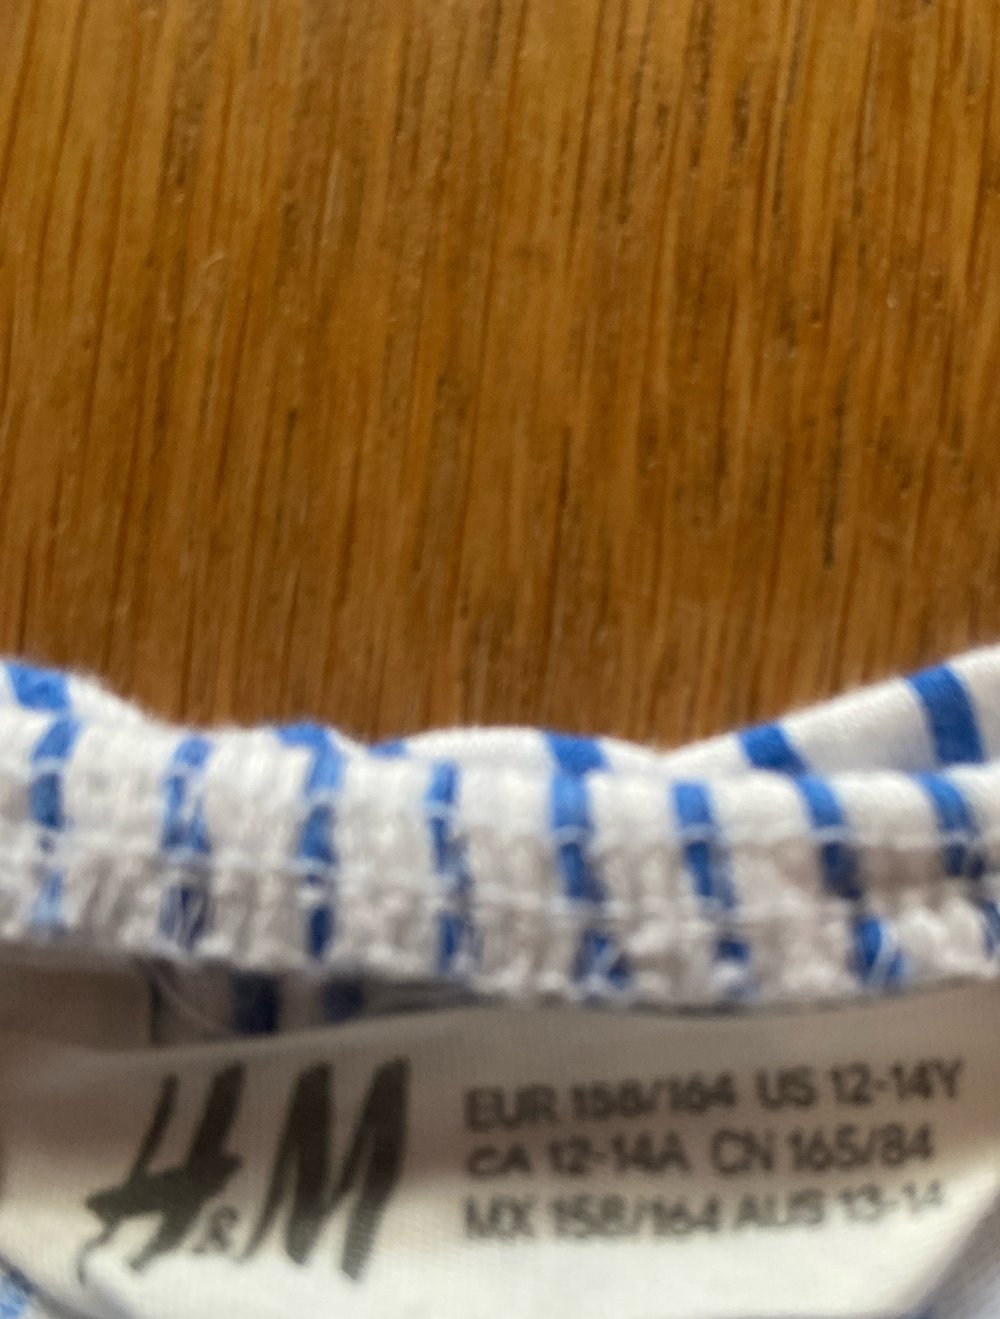 H&M
EUR 158/164 US 12-14Y
CA 12-14A CN 165/84
MX 158/164 AUS 13-14